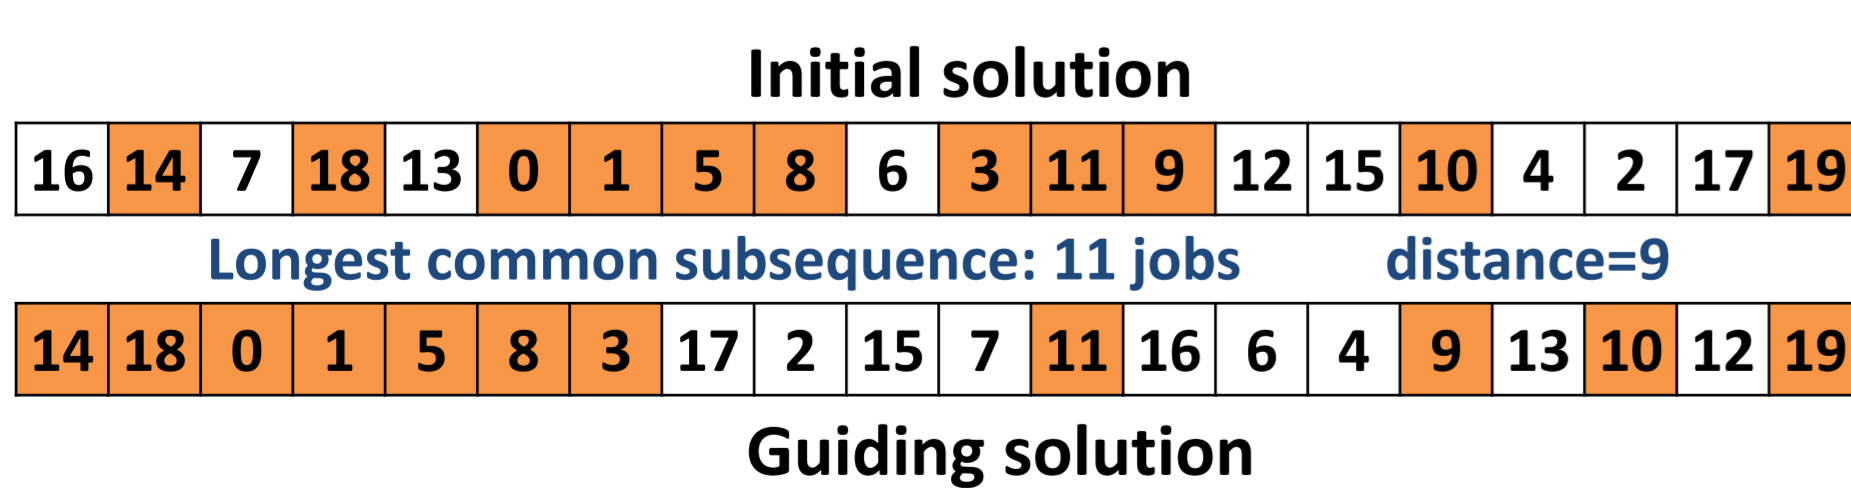 Initial solution
16 14 7 18 13 0 1 5 8 6 3 11 9 12 15 10 4 2 17 19
Longest common subsequence: 11 jobs distance=9
14 18 0 1 5 8 3 17 2 15 7 11 16 6 4 9 13 10 12 19
Guiding solution